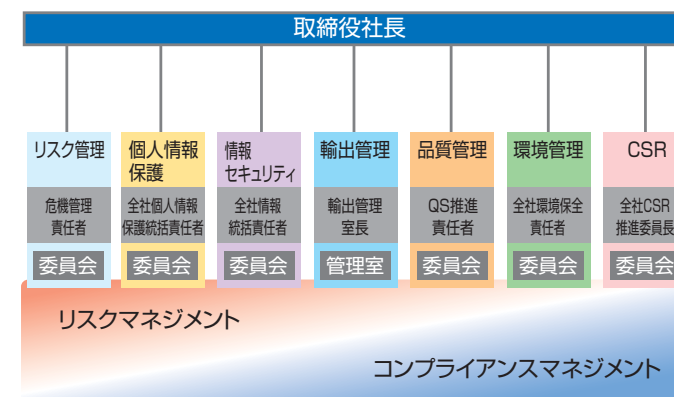 取締役社長
リスク管理
個人情報
保護
情報
セキュリティ
輸出管理
品質管理
環境管理
CSR
危機管理
責任者
全社個人情報
保護統括責任者
全社情報
統括責任者
輸出管理
室長
QS推進
責任者
全社環境保全
責任者
全社CSR
推進委員長
委員会
委員会
委員会
管理室
委員会
委員会
委員会
リスクマネジメント
コンプライアンスマネジメント